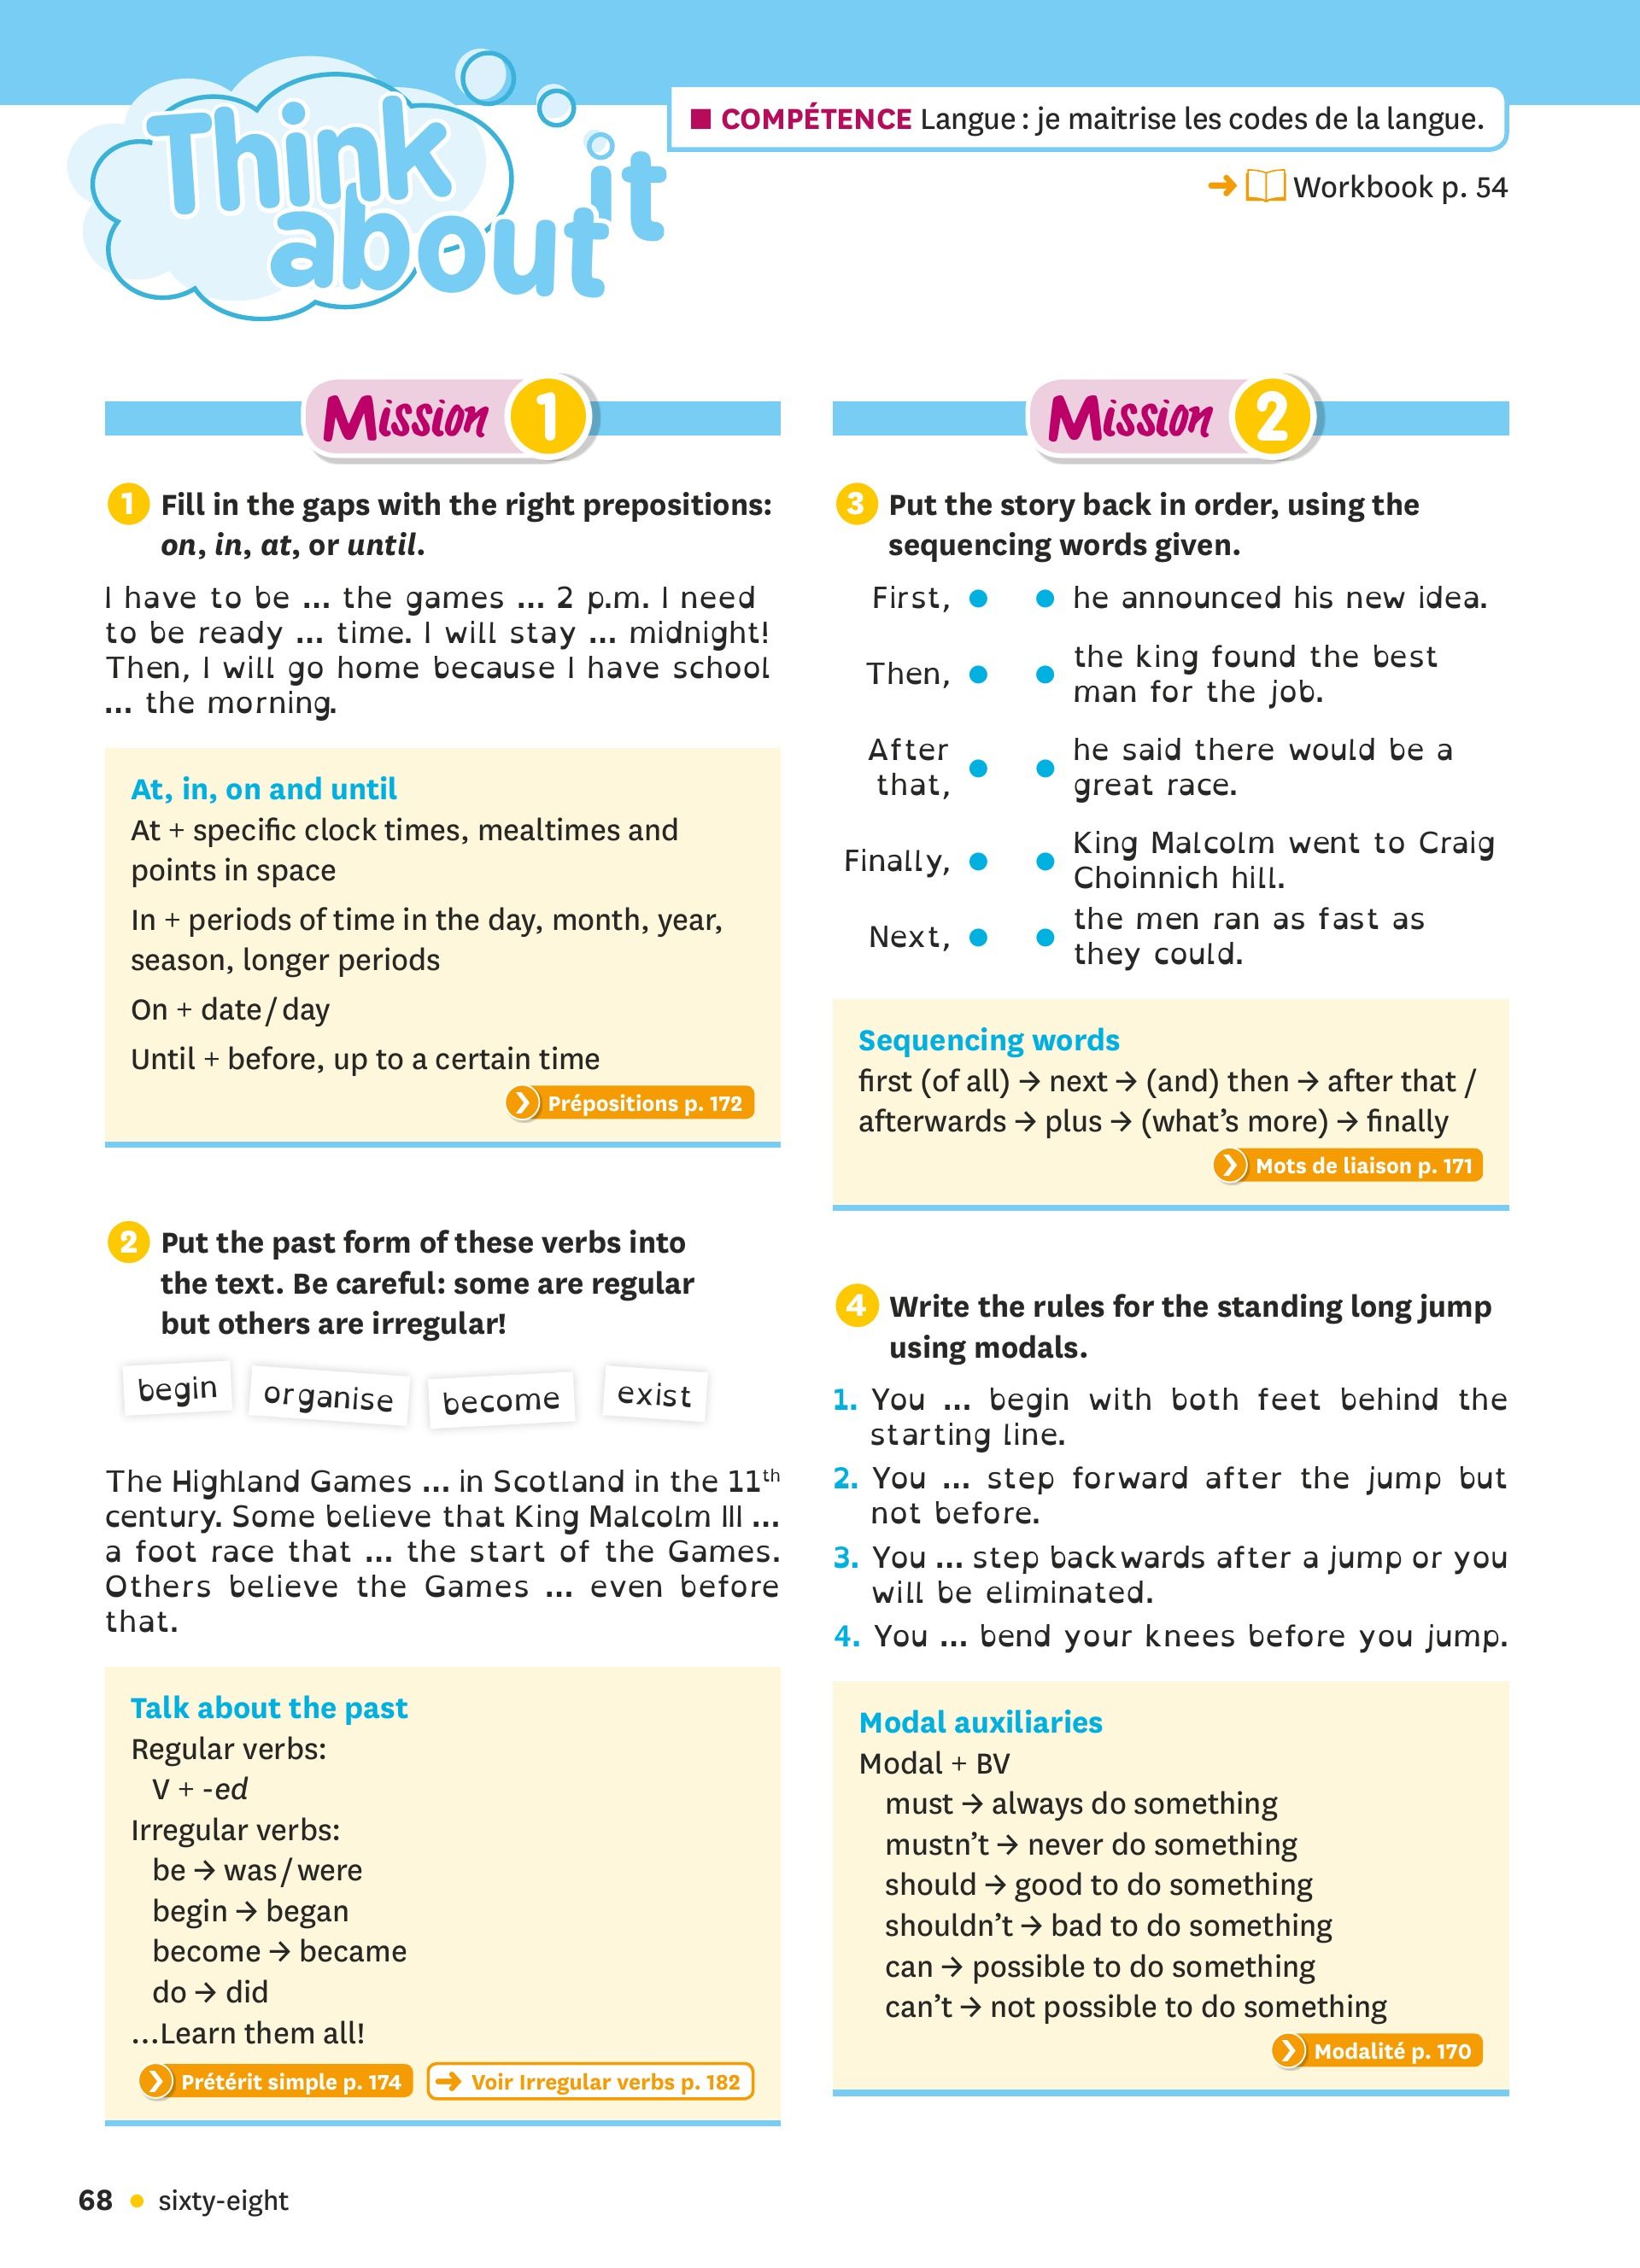 Think
about it
■ COMPÉTENCE Langue : je maitrise les codes de la langue.
➜ Workbook p. 54
Mission 1
1 Fill in the gaps with the right prepositions:
on, in, at, or until.
I have to be ... the games ... 2 p.m. I need
to be ready ... time. I will stay ... midnight!
Then, I will go home because I have school
... the morning.
At, in, on and until
At + specific clock times, mealtimes and
points in space
In + periods of time in the day, month, year,
season, longer periods
On + date / day
Until + before, up to a certain time
Prépositions p. 172
2 Put the past form of these verbs into
the text. Be careful: some are regular
but others are irregular!
begin organise become exist
The Highland Games ... in Scotland in the 11th
century. Some believe that King Malcolm III ...
a foot race that ... the start of the Games.
Others believe the Games ... even before
that.
Talk about the past
Regular verbs:
V + -ed
Irregular verbs:
be → was / were
begin → began
become → became
do → did
...Learn them all!
Prétérit simple p. 174 ➜ Voir Irregular verbs p. 182
Mission 2
3 Put the story back in order, using the
sequencing words given.
First, • • he announced his new idea.
Then, • • the king found the best
man for the job.
After
that, • • he said there would be a
great race.
Finally, • • King Malcolm went to Craig
Choinnich hill.
Next, • • the men ran as fast as
they could.
Sequencing words
first (of all) → next → (and) then → after that /
afterwards → plus → (what's more) → finally
Mots de liaison p. 171
4 Write the rules for the standing long jump
using modals.
1. You ... begin with both feet behind the
starting line.
2. You ... step forward after the jump but
not before.
3. You ... step backwards after a jump or you
will be eliminated.
4. You ... bend your knees before you jump.
Modal auxiliaries
Modal + BV
must → always do something
mustn't → never do something
should → good to do something
shouldn't → bad to do something
can → possible to do something
can't → not possible to do something
Modalité p. 170
68 • sixty-eight